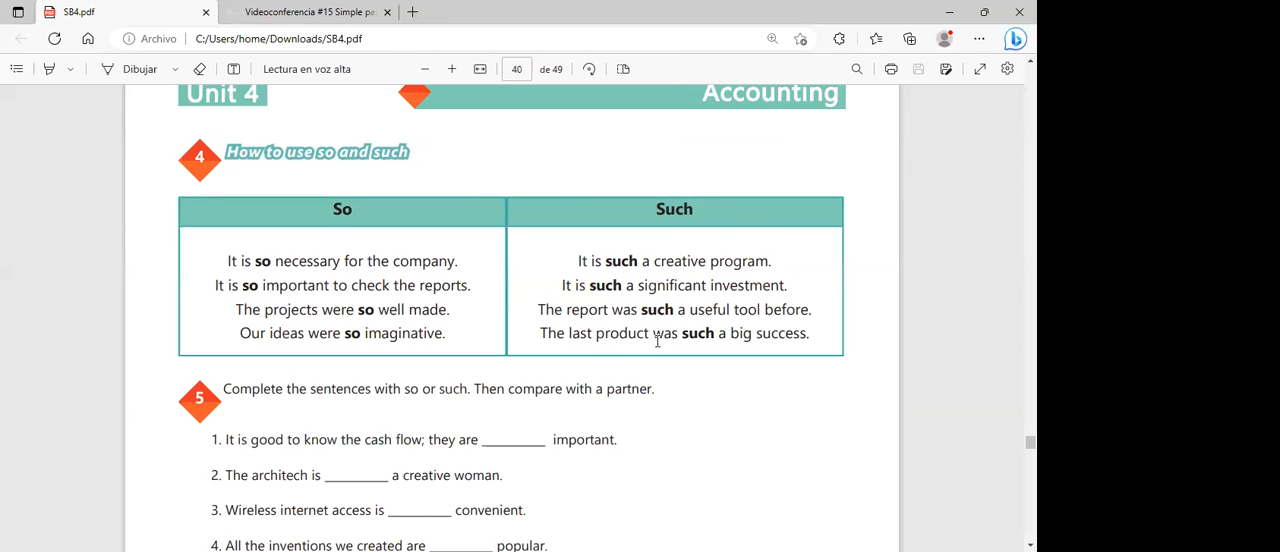 SB4.pdf
Videoconferencia #15 Simple pa
Archivo C:/Users/home/Downloads/SB4.pdf
Dibujar Lectura en voz alta 40 de 49
Unit 4 Accounting
4 How to use so and such
So Such
It is so necessary for the company. It is such a creative program.
It is so important to check the reports. It is such a significant investment.
The projects were so well made. The report was such a useful tool before.
Our ideas were so imaginative. The last product was such a big success.
5 Complete the sentences with so or such. Then compare with a partner.
1. It is good to know the cash flow; they are ________ important.
2. The architech is ________ a creative woman.
3. Wireless internet access is ________ convenient.
4. All the inventions we created are ________ popular.